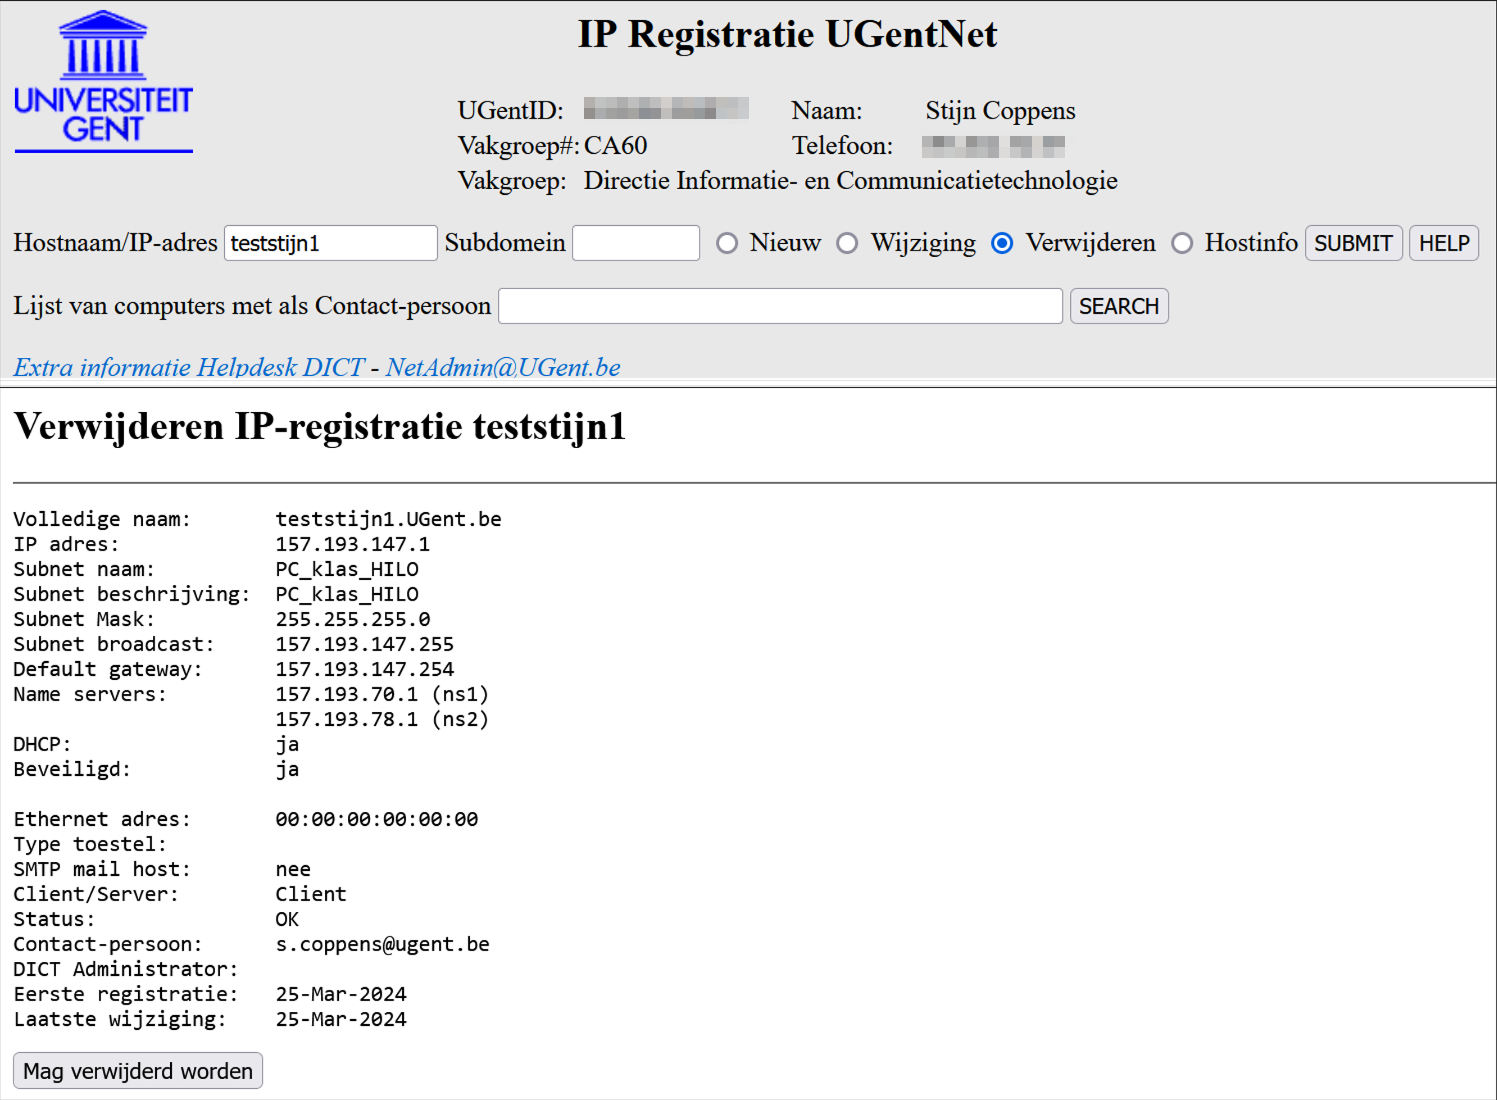 UNIVERSITEIT
GENT
IP Registratie UGentNet
UGentID: Naam: Stijn Coppens
Vakgroep#: CA60 Telefoon:
Vakgroep: Directie Informatie- en Communicatietechnologie
Hostnaam/IP-adres teststijn1 Subdomein Nieuw Wijziging Verwijderen Hostinfo SUBMIT HELP
Lijst van computers met als Contact-persoon SEARCH
Extra informatie Helpdesk DICT - NetAdmin@UGent.be
Verwijderen IP-registratie teststijn1
Volledige naam: teststijn1.UGent.be
IP adres: 157.193.147.1
Subnet naam: PC_klas_HILO
Subnet beschrijving: PC_klas_HILO
Subnet Mask: 255.255.255.0
Subnet broadcast: 157.193.147.255
Default gateway: 157.193.147.254
Name servers: 157.193.70.1 (ns1)
157.193.78.1 (ns2)
DHCP: ja
Beveiligd: ja
Ethernet adres: 00:00:00:00:00:00
Type toestel:
SMTP mail host: nee
Client/Server: Client
Status: OK
Contact-persoon: s.coppens@ugent.be
DICT Administrator:
Eerste registratie: 25-Mar-2024
Laatste wijziging: 25-Mar-2024
Mag verwijderd worden